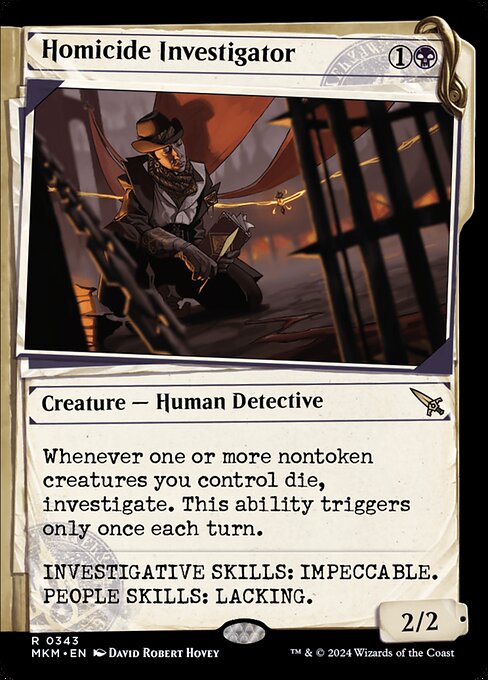 Homicide Investigator 1
Creature — Human Detective
Whenever one or more nontoken
creatures you control die,
investigate. This ability triggers
only once each turn.
INVESTIGATIVE SKILLS: IMPECCABLE.
PEOPLE SKILLS: LACKING.
2/2
R 0343
MKM • EN DAVID ROBERT HOVEY ™ & © 2024 Wizards of the Coast